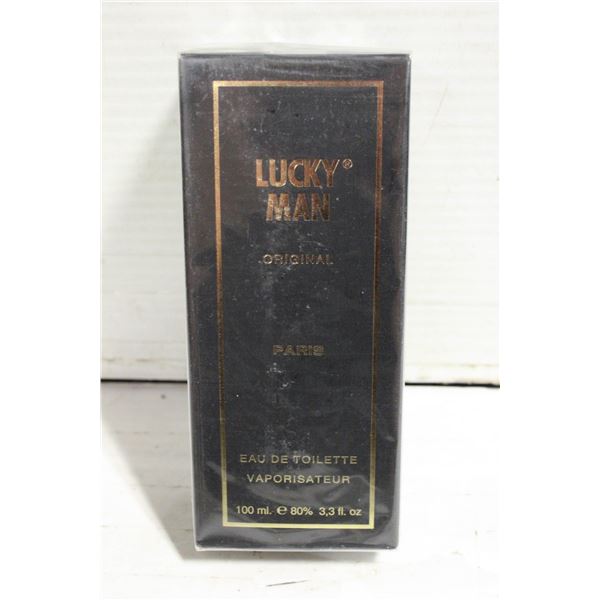 LUCKY®
MAN
ORIGINAL
PARIS
EAU DE TOILETTE
VAPORISATEUR
100 ml. ℮ 80% 3,3 fl. oz